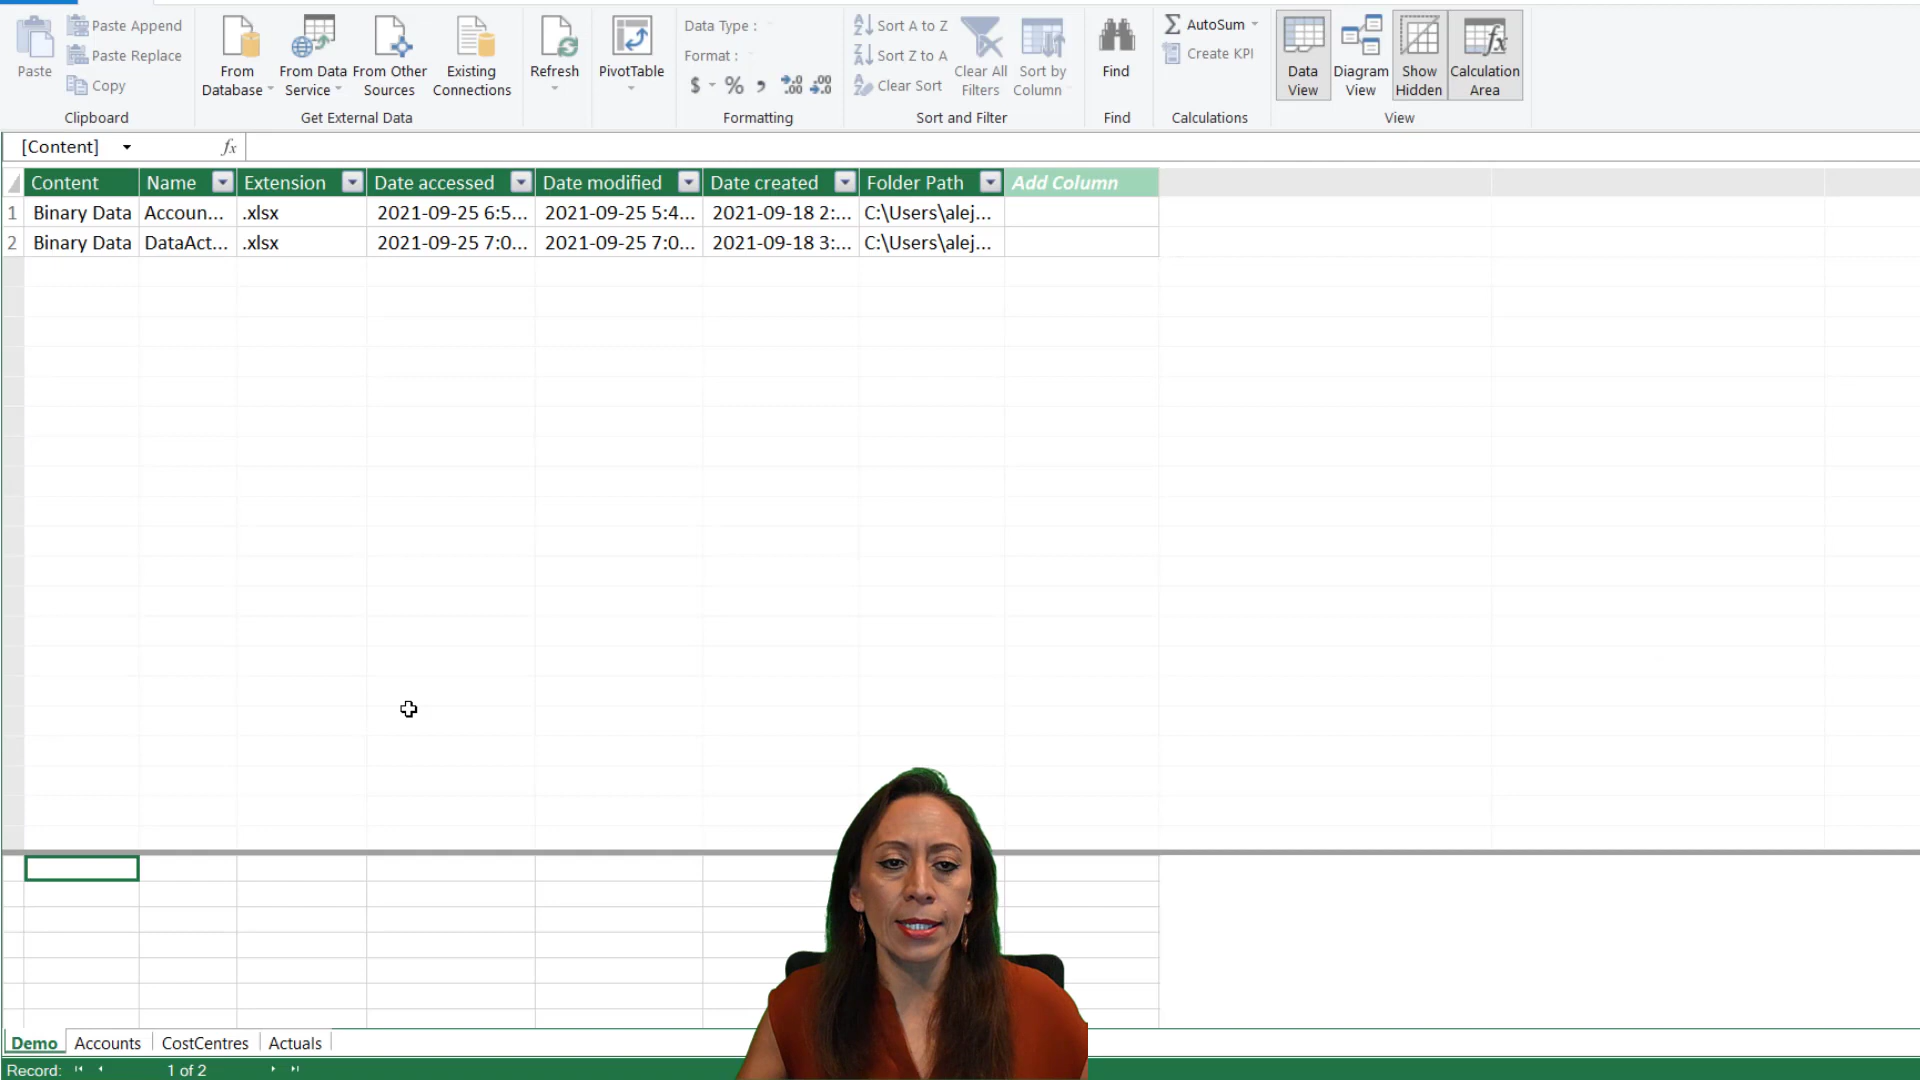 Paste
Paste Append
Paste Replace
Copy
Clipboard
From Database
From Data Service
From Other Sources
Existing Connections
Get External Data
Refresh
PivotTable
Data Type :
Format :
$ % , .0 .00
Formatting
Sort A to Z
Sort Z to A
Clear Sort
Clear All Filters
Sort by Column
Sort and Filter
Find
Find
AutoSum
Create KPI
Calculations
Data View
Diagram View
Show Hidden
Calculation Area
View
[Content] fx
Content Name Extension Date accessed Date modified Date created Folder Path Add Column
1 Binary Data Accoun... .xlsx 2021-09-25 6:5... 2021-09-25 5:4... 2021-09-18 2:... C:\Users\alej...
2 Binary Data DataAct... .xlsx 2021-09-25 7:0... 2021-09-25 7:0... 2021-09-18 3:... C:\Users\alej...
Demo Accounts CostCentres Actuals
Record: 1 of 2